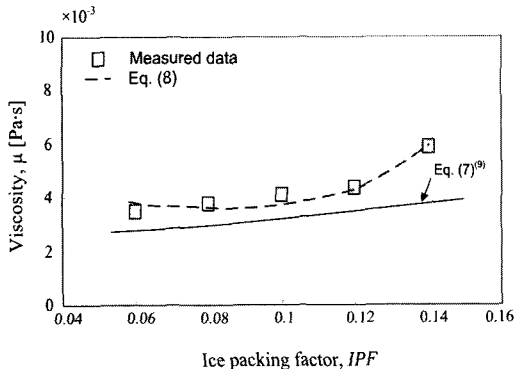 ×10⁻³
10
8
6
4
2
0
Viscosity, μ [Pa·s]
Measured data
Eq. (8)
Eq. (7)⁽⁹⁾
0.04 0.06 0.08 0.1 0.12 0.14 0.16
Ice packing factor, IPF